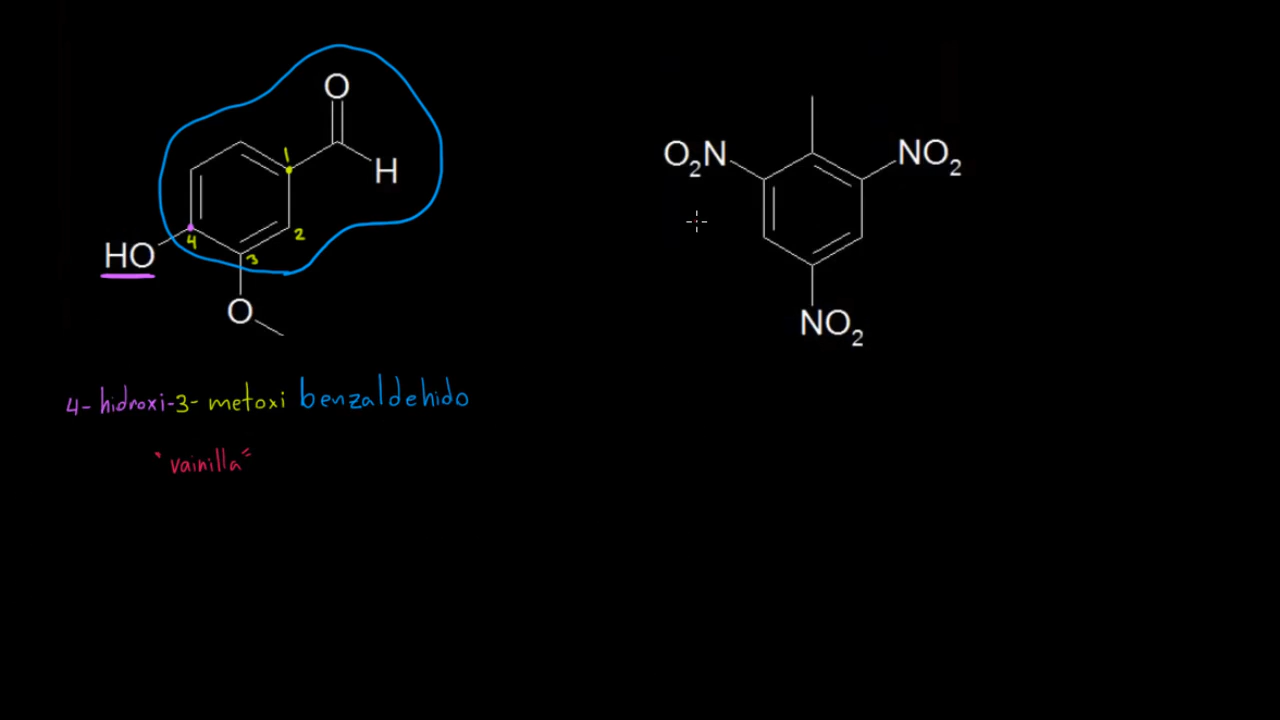 O
H
1
2
3
4
HO
O
4- hidroxi-3- metoxi benzaldehido
"vainilla"
O₂N
NO₂
NO₂